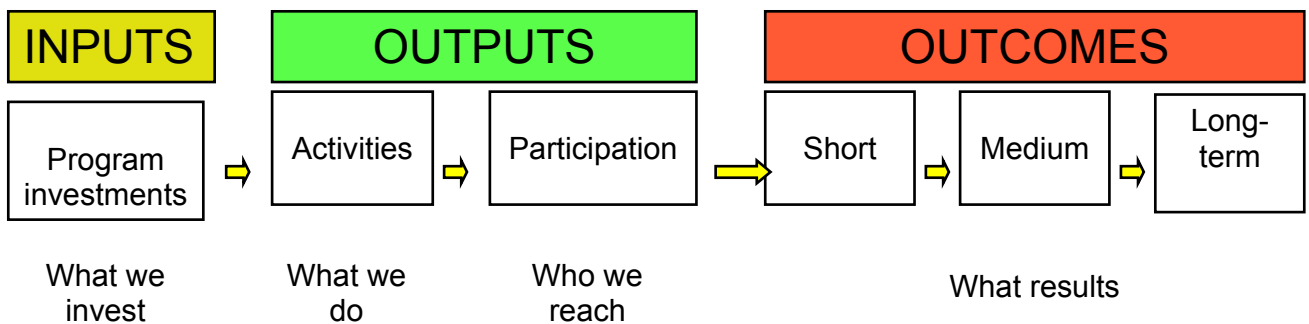 INPUTS
OUTPUTS
OUTCOMES
Program
investments
Activities
Participation
Short
Medium
Long-
term
What we
invest
What we
do
Who we
reach
What results